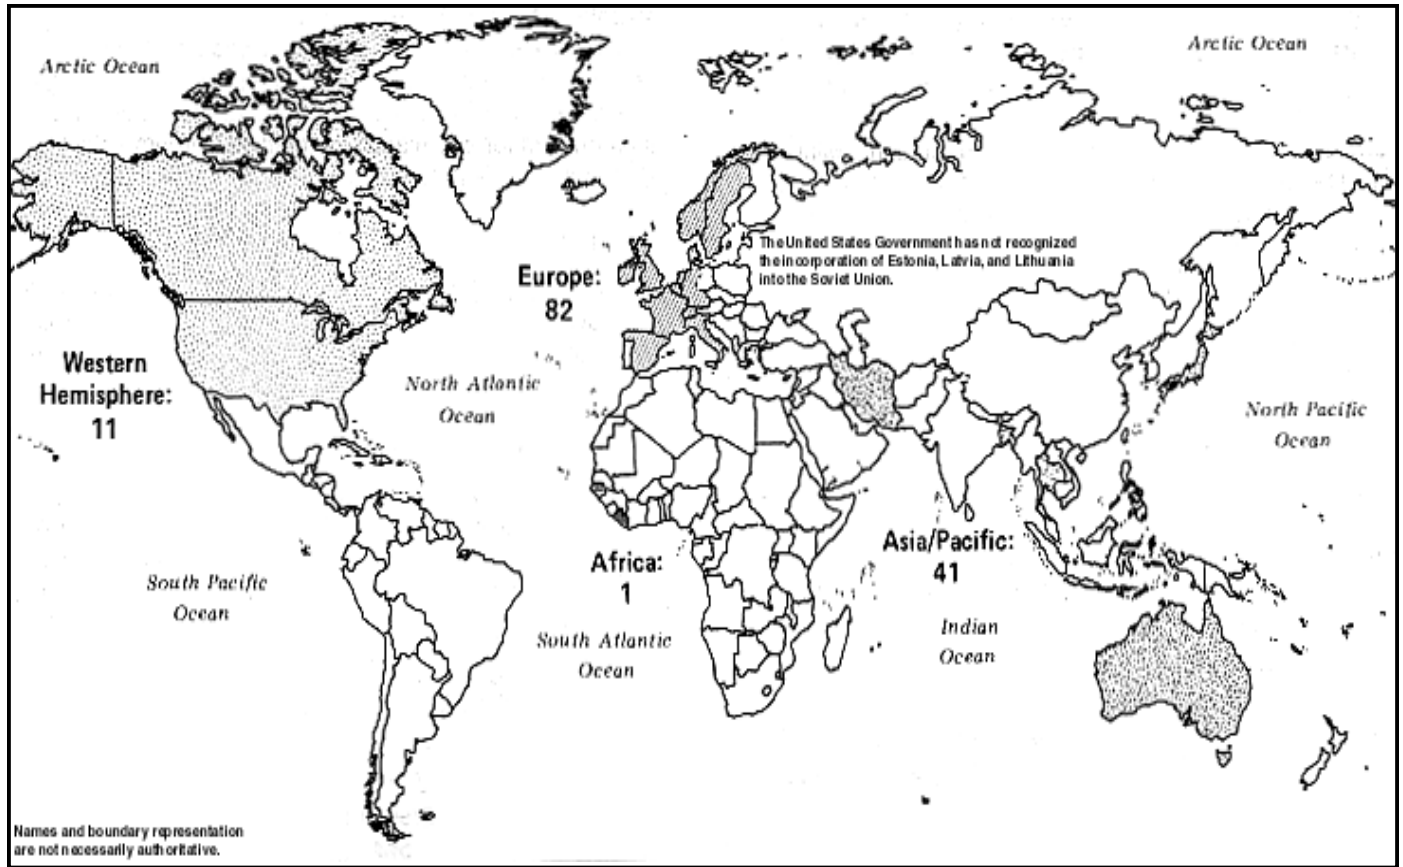 Arctic Ocean
Arctic Ocean
The United States Government has not recognized
the incorporation of Estonia, Latvia, and Lithuania
into the Soviet Union.
Europe:
82
Western
Hemisphere:
11
North Atlantic
Ocean
North Pacific
Ocean
Africa:
1
Asia/Pacific:
41
South Pacific
Ocean
South Atlantic
Ocean
Indian
Ocean
Names and boundary representation
are not necessarily authoritative.